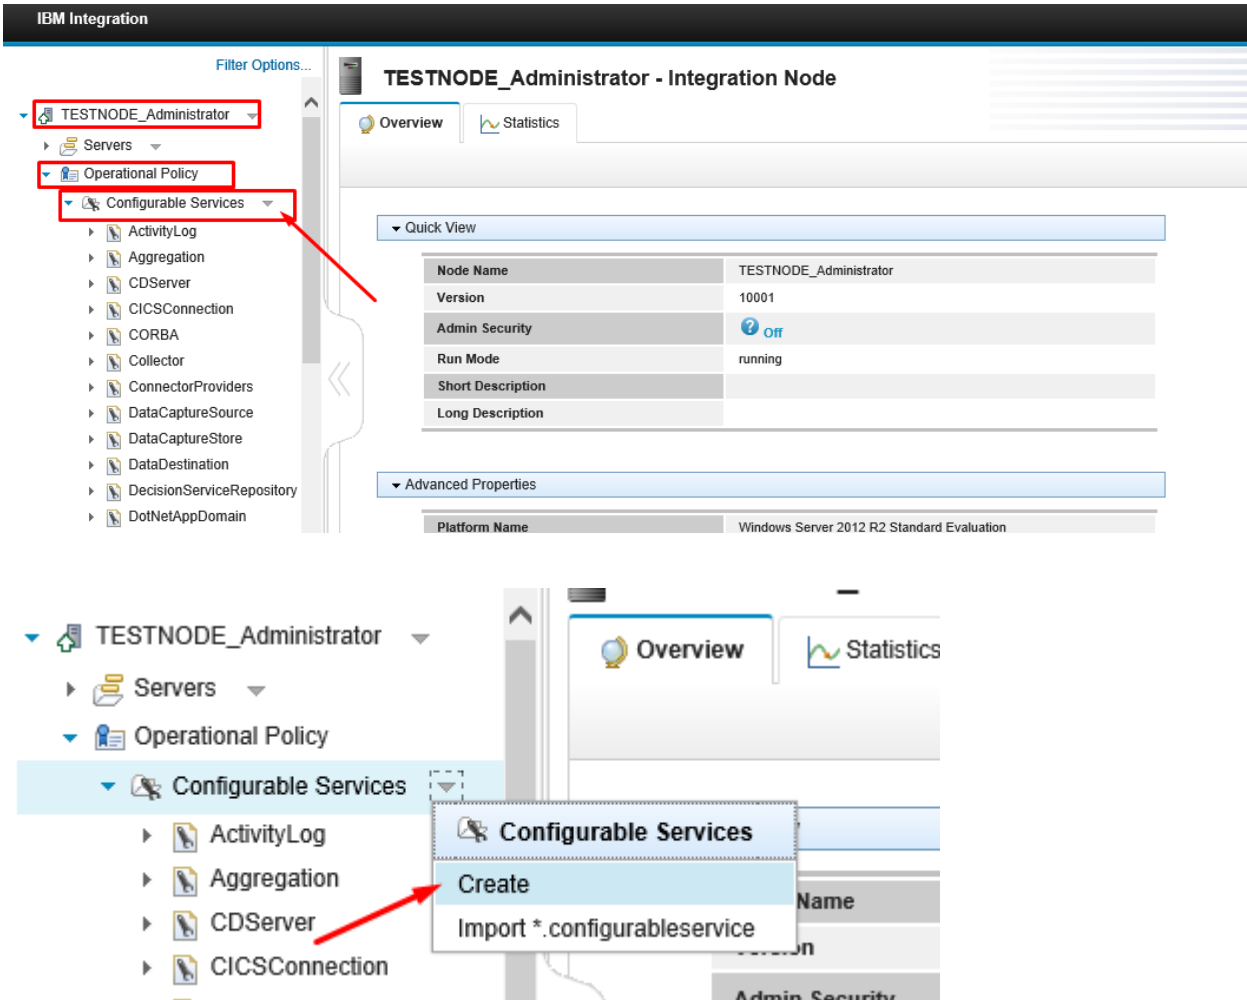 IBM Integration
Filter Options...
TESTNODE_Administrator
Servers
Operational Policy
Configurable Services
ActivityLog
Aggregation
CDServer
CICSConnection
CORBA
Collector
ConnectorProviders
DataCaptureSource
DataCaptureStore
DataDestination
DecisionServiceRepository
DotNetAppDomain
TESTNODE_Administrator - Integration Node
Overview Statistics
Quick View
Node Name TESTNODE_Administrator
Version 10001
Admin Security ? Off
Run Mode running
Short Description
Long Description
Advanced Properties
Platform Name Windows Server 2012 R2 Standard Evaluation
TESTNODE_Administrator
Servers
Operational Policy
Configurable Services
ActivityLog
Aggregation
CDServer
CICSConnection
Overview Statistics
Configurable Services
Create
Import *.configurableservice
Name
Admin Security